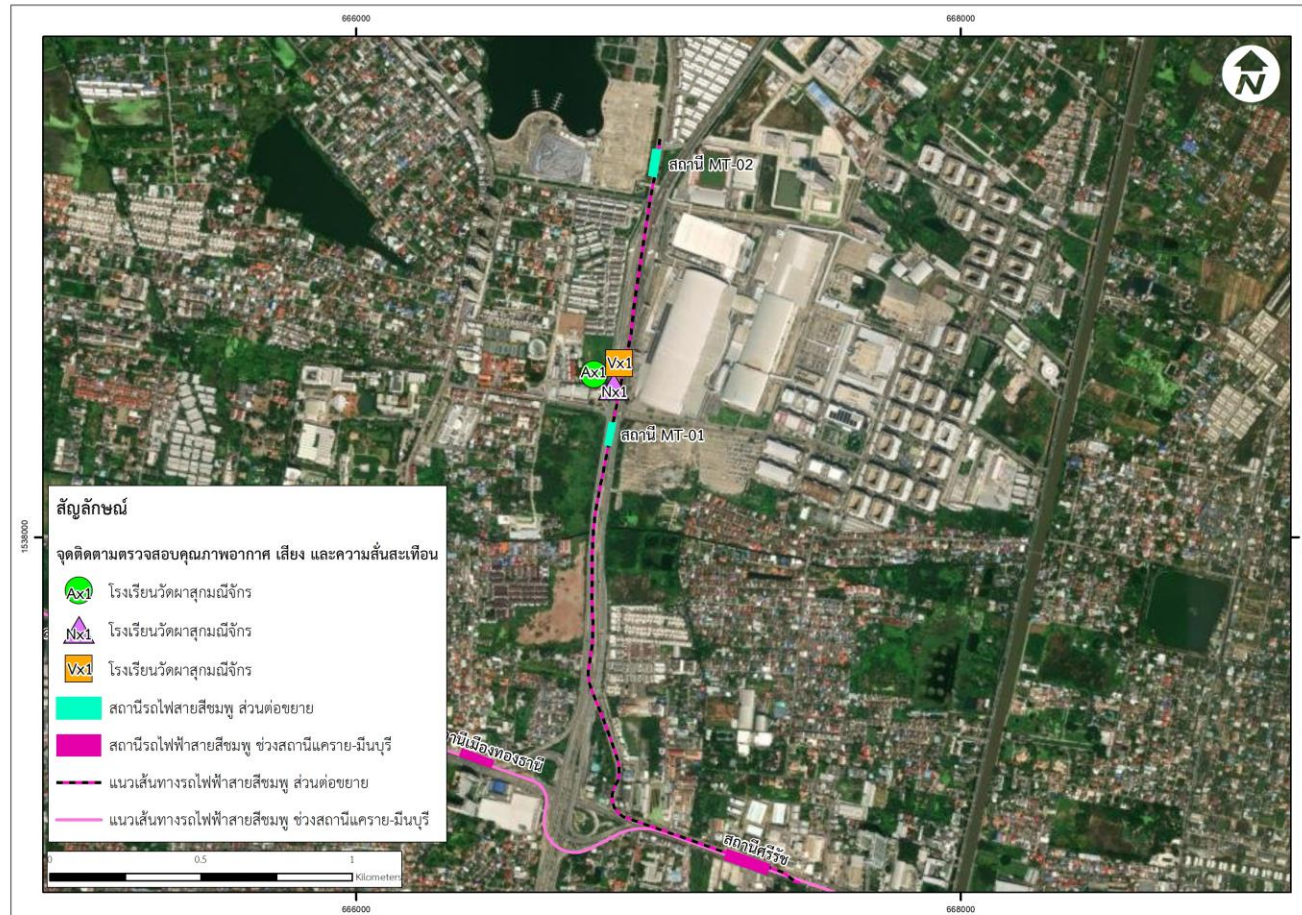 666000
668000
N
สถานี MT-02
Vx1
Ax1
Nx1
สถานี MT-01
1538000
สัญลักษณ์
จุดติดตามตรวจสอบคุณภาพอากาศ เสียง และความสั่นสะเทือน
Ax1 โรงเรียนวัดผาสุกมณีจักร
Nx1 โรงเรียนวัดผาสุกมณีจักร
Vx1 โรงเรียนวัดผาสุกมณีจักร
สถานีรถไฟสายสีชมพู ส่วนต่อขยาย
สถานีรถไฟฟ้าสายสีชมพู ช่วงสถานีแคราย-มีนบุรี
แนวเส้นทางรถไฟฟ้าสายสีชมพู ส่วนต่อขยาย
แนวเส้นทางรถไฟฟ้าสายสีชมพู ช่วงสถานีแคราย-มีนบุรี
านีเมืองทองธานี
สถานีศรีรัช
0 0.5 1
Kilometers
666000
668000